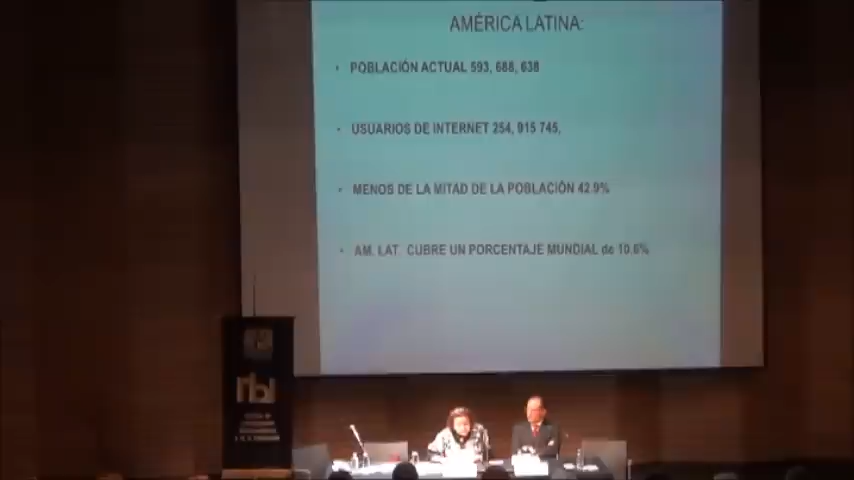 AMÉRICA LATINA:
• POBLACIÓN ACTUAL 593, 688, 638
• USUARIOS DE INTERNET 254, 915 745,
• MENOS DE LA MITAD DE LA POBLACIÓN 42.9%
• AM. LAT. CUBRE UN PORCENTAJE MUNDIAL de 10.6%